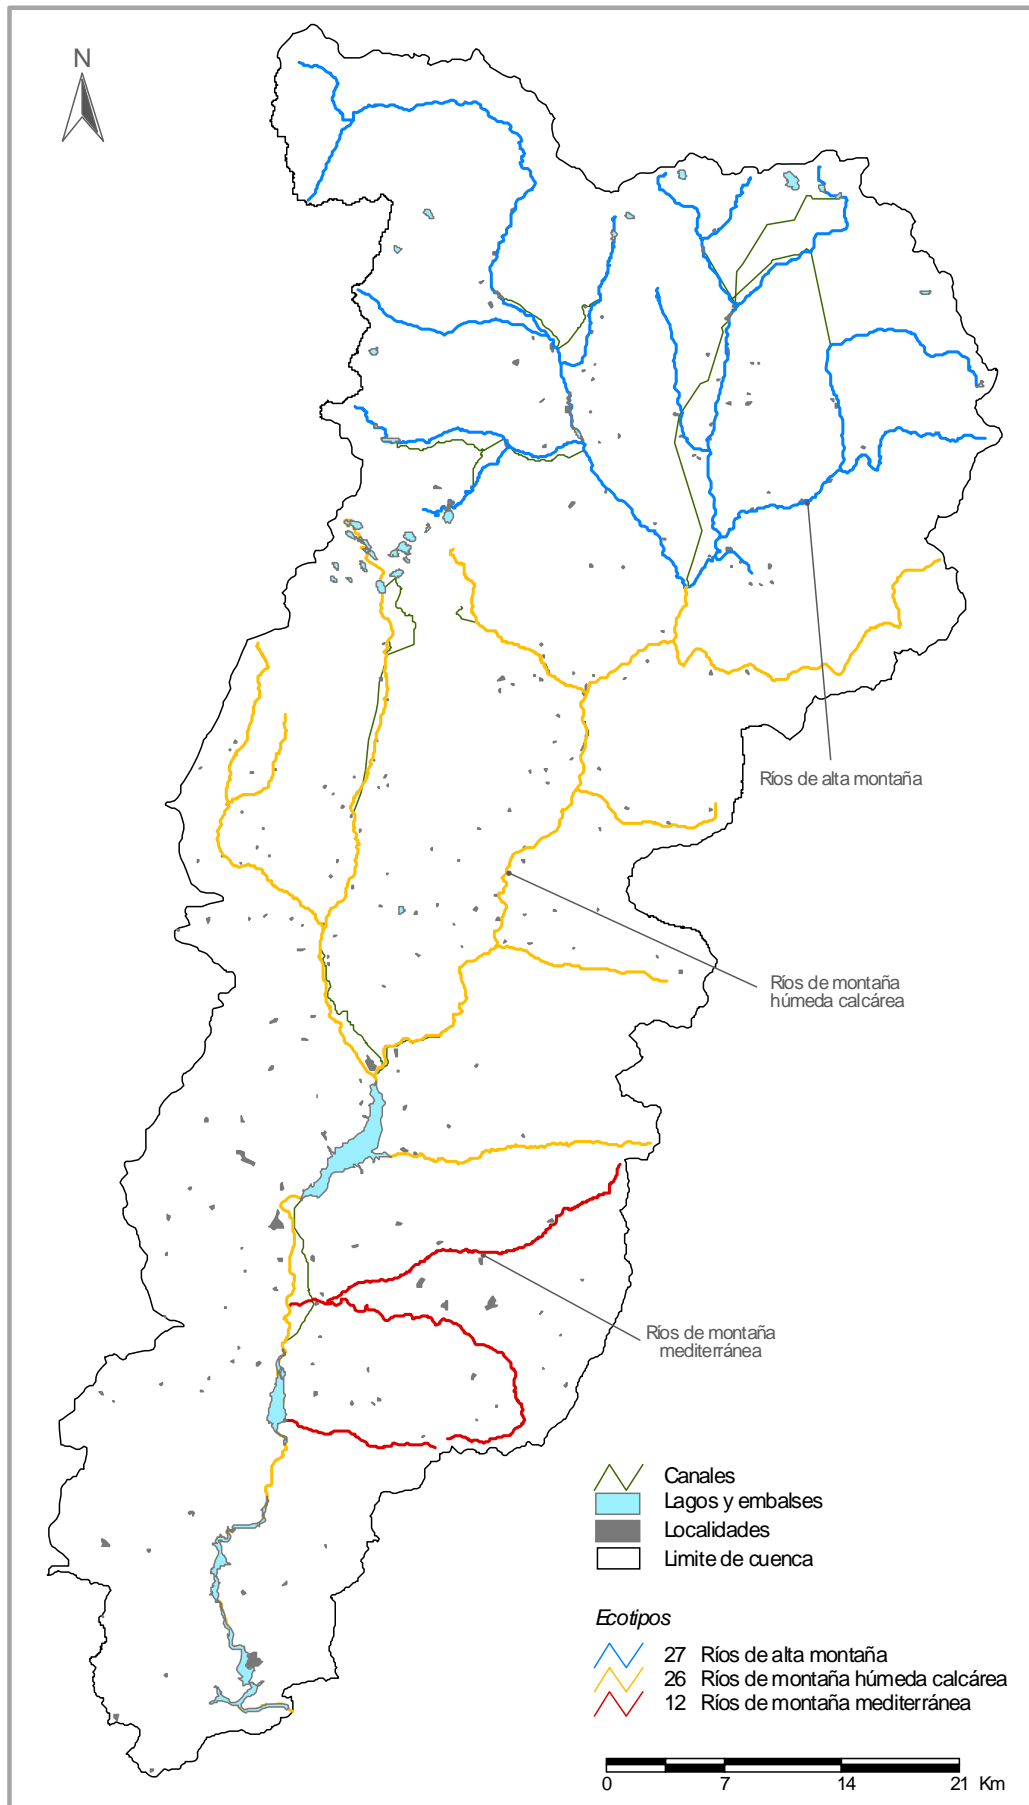 N
Ríos de alta montaña
Ríos de montaña
húmeda calcárea
Ríos de montaña
mediterránea
Canales
Lagos y embalses
Localidades
Limite de cuenca
Ecotipos
27 Ríos de alta montaña
26 Ríos de montaña húmeda calcárea
12 Ríos de montaña mediterránea
0 7 14 21 Km